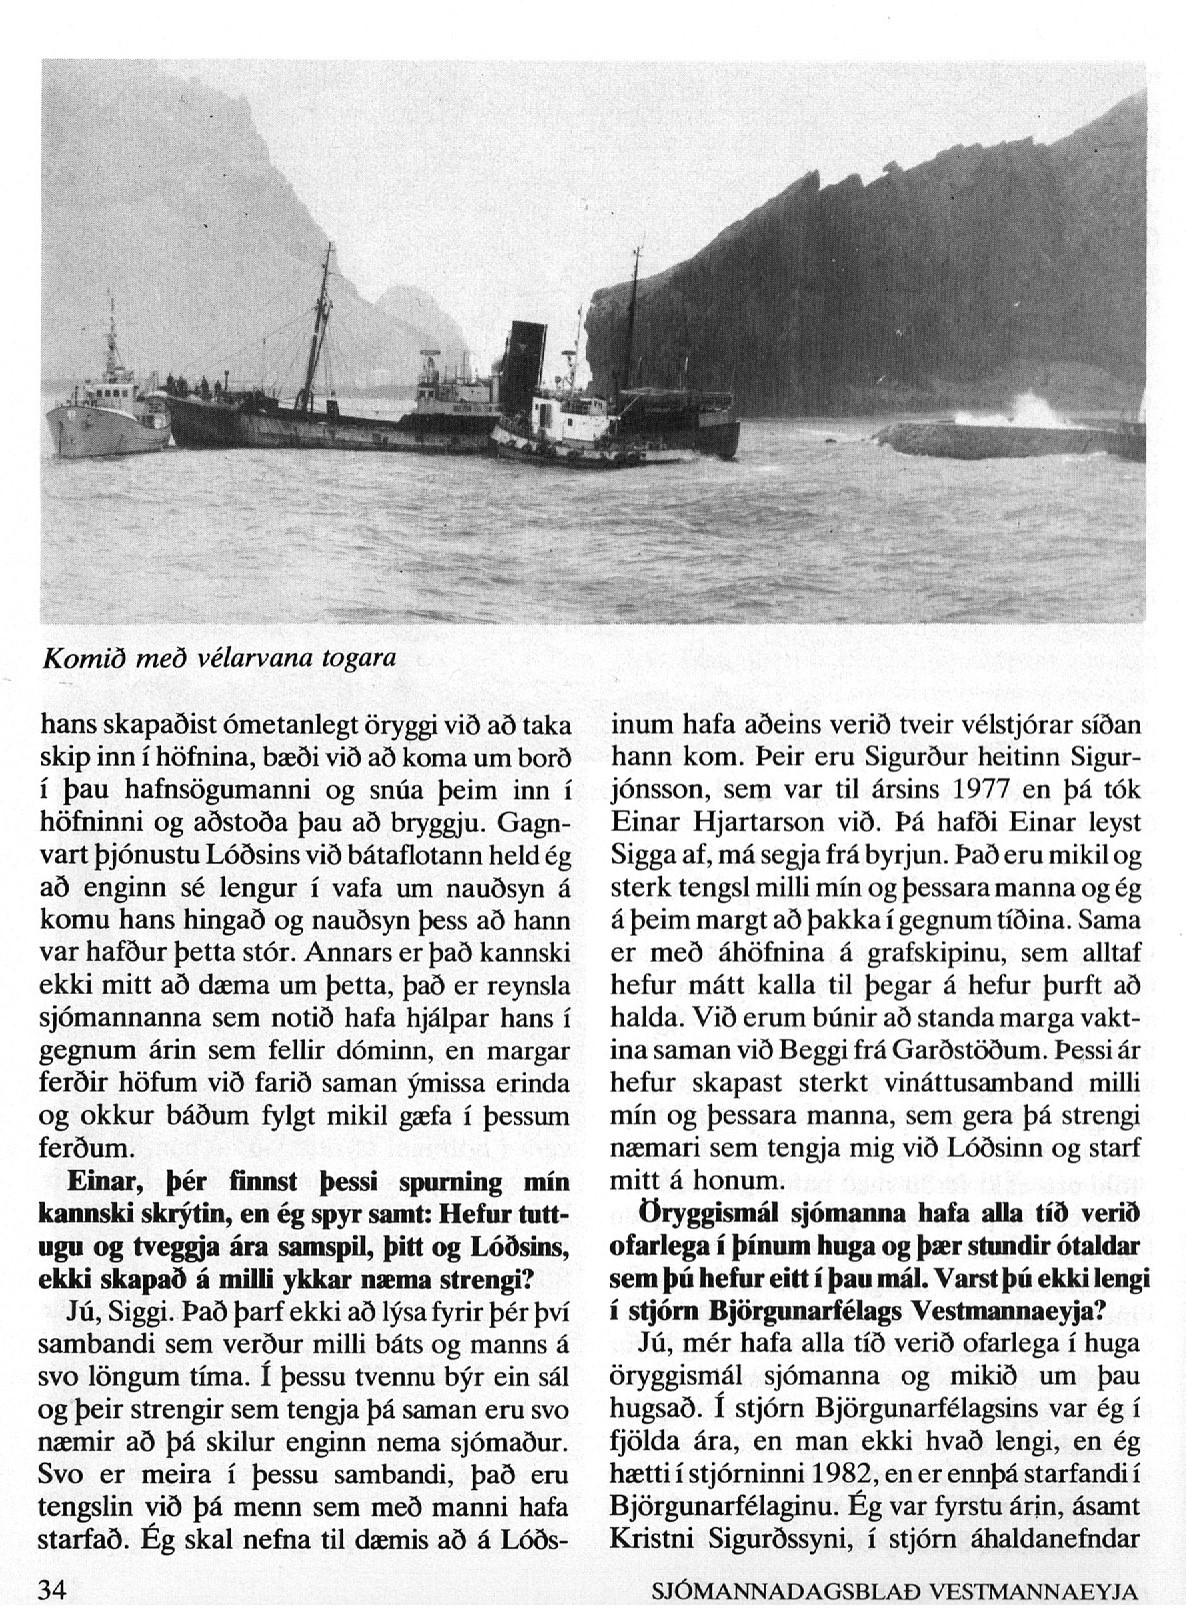 Komið með vélarvana togara
hans skapaðist ómetanlegt öryggi við að taka
skip inn í höfnina, bæði við að koma um borð
í þau hafnsögumanni og snúa þeim inn í
höfninni og aðstoða þau að bryggju. Gagn-
vart þjónustu Lóðsins við bátaflotann held ég
að enginn sé lengur í vafa um nauðsyn á
komu hans hingað og nauðsyn þess að hann
var hafður þetta stór. Annars er það kannski
ekki mitt að dæma um þetta, það er reynsla
sjómannanna sem notið hafa hjálpar hans í
gegnum árin sem fellir dóminn, en margar
ferðir höfum við farið saman ýmissa erinda
og okkur báðum fylgt mikil gæfa í þessum
ferðum.
Einar, þér finnst þessi spurning mín
kannski skrýtin, en ég spyr samt: Hefur tutt-
ugu og tveggja ára samspil, þitt og Lóðsins,
ekki skapað á milli ykkar næma strengi?
Jú, Siggi. Það þarf ekki að lýsa fyrir þér því
sambandi sem verður milli báts og manns á
svo löngum tíma. Í þessu tvennu býr ein sál
og þeir strengir sem tengja þá saman eru svo
næmir að þá skilur enginn nema sjómaður.
Svo er meira í þessu sambandi, það eru
tengslin við þá menn sem með manni hafa
starfað. Ég skal nefna til dæmis að á Lóðs-
inum hafa aðeins verið tveir vélstjórar síðan
hann kom. Þeir eru Sigurður heitinn Sigur-
jónsson, sem var til ársins 1977 en þá tók
Einar Hjartarson við. Þá hafði Einar leyst
Sigga af, má segja frá byrjun. Það eru mikil og
sterk tengsl milli mín og þessara manna og ég
á þeim margt að þakka í gegnum tíðina. Sama
er með áhöfnina á grafskipinu, sem alltaf
hefur mátt kalla til þegar á hefur þurft að
halda. Við erum búnir að standa marga vakt-
ina saman við Beggi frá Garðstöðum. Þessi ár
hefur skapast sterkt vináttusamband milli
mín og þessara manna, sem gera þá strengi
næmari sem tengja mig við Lóðsinn og starf
mitt á honum.
Öryggismál sjómanna hafa alla tíð verið
ofarlega í þínum huga og þær stundir ótaldar
sem þú hefur eitt í þau mál. Varst þú ekki lengi
í stjórn Björgunarfélags Vestmannaeyja?
Jú, mér hafa alla tíð verið ofarlega í huga
öryggismál sjómanna og mikið um þau
hugsað. Í stjórn Björgunarfélagsins var ég í
fjölda ára, en man ekki hvað lengi, en ég
hætti í stjórninni 1982, en er ennþá starfandi í
Björgunarfélaginu. Ég var fyrstu árin, ásamt
Kristni Sigurðssyni, í stjórn áhaldanefndar
34
SJÓMANNADAGSBLAÐ VESTMANNAEYJA